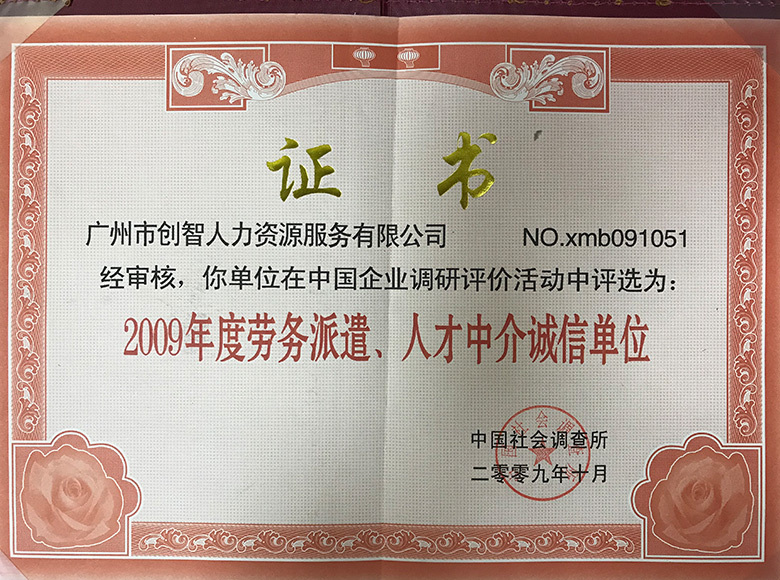 证 书
广州市创智人力资源服务有限公司 NO.xmb091051
经审核，你单位在中国企业调研评价活动中评选为：
2009年度劳务派遣、人才中介诚信单位
中国社会调查所
二零零九年十月